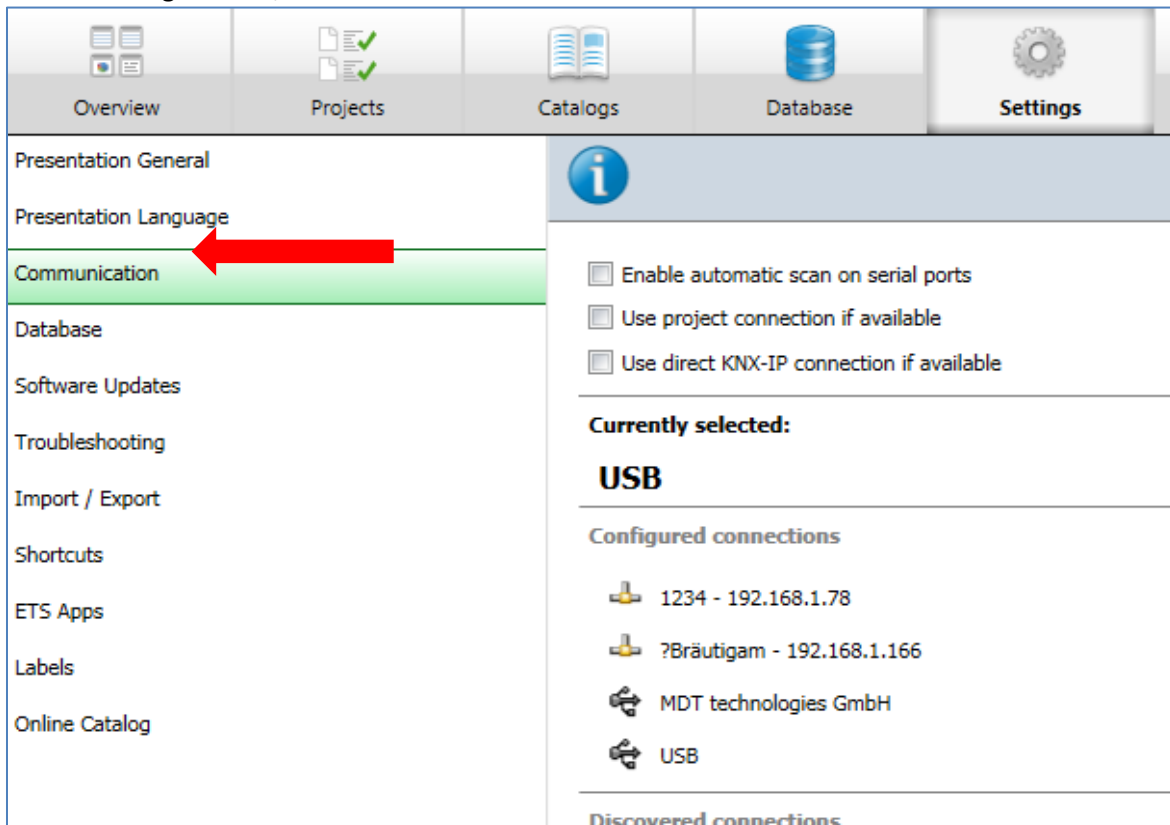 Overview
Projects
Catalogs
Database
Settings
Presentation General
Presentation Language
Communication
Database
Software Updates
Troubleshooting
Import / Export
Shortcuts
ETS Apps
Labels
Online Catalog
Enable automatic scan on serial ports
Use project connection if available
Use direct KNX-IP connection if available
Currently selected:
USB
Configured connections
1234 - 192.168.1.78
?Bräutigam - 192.168.1.166
MDT technologies GmbH
USB
Discovered connections